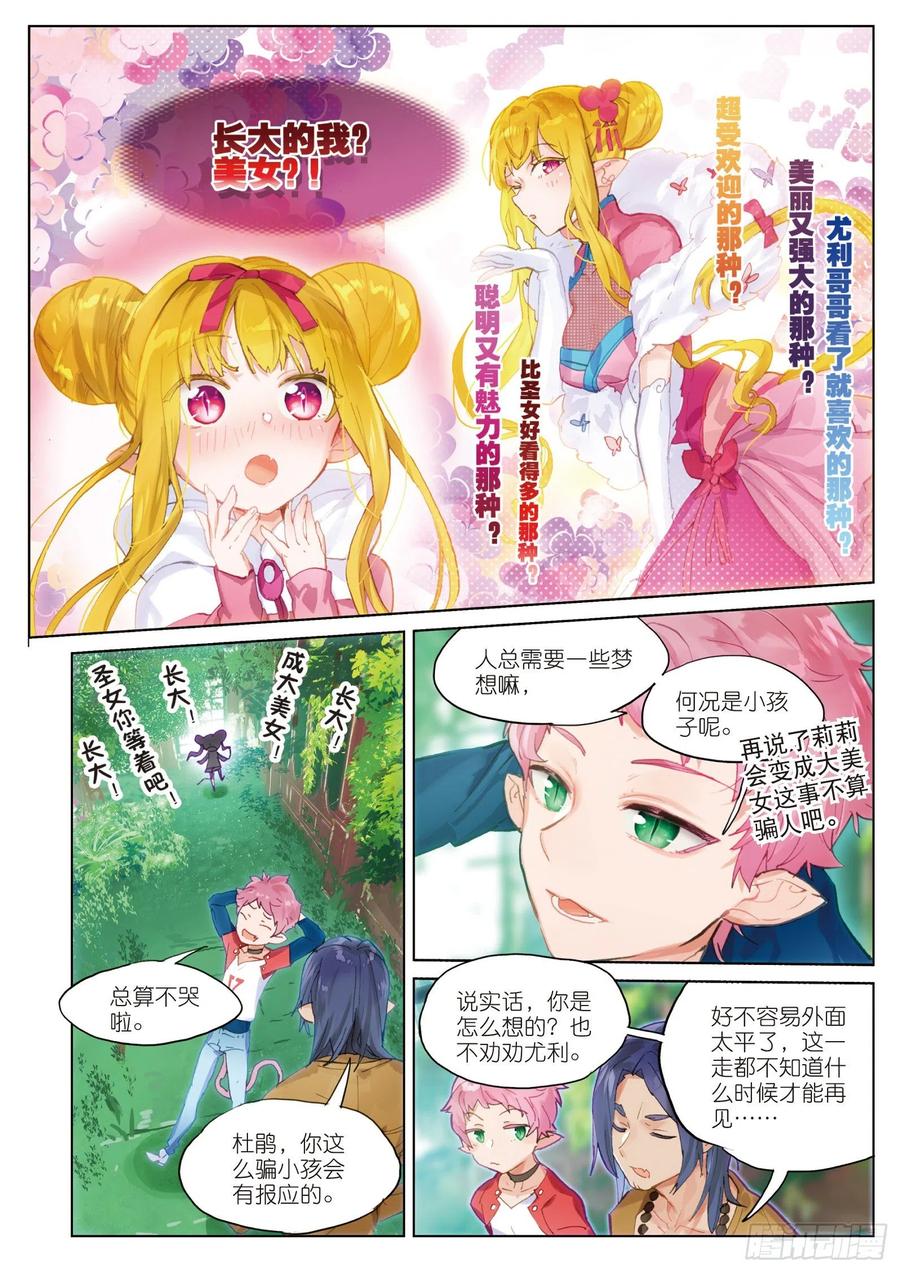 长大的我?
美女?!
超受欢迎的那种?
美丽又强大的那种?
尤利哥哥看了就喜欢的那种?
聪明又有魅力的那种?
比圣女好看得多的那种?
长大!
成大美女!
长大!
圣女你等着吧!
长大!
总算不哭
啦。
杜鹃，你这
么骗小孩会
有报应的。
人总需要一些梦
想嘛，
何况是小孩
子呢。
再说了莉莉
会变成大美
女这事不算
骗人吧。
说实话，你是
怎么想的？也
不劝劝尤利。
好不容易外面
太平了，这一
走都不知道什
么时候才能再
见……
腾讯动漫